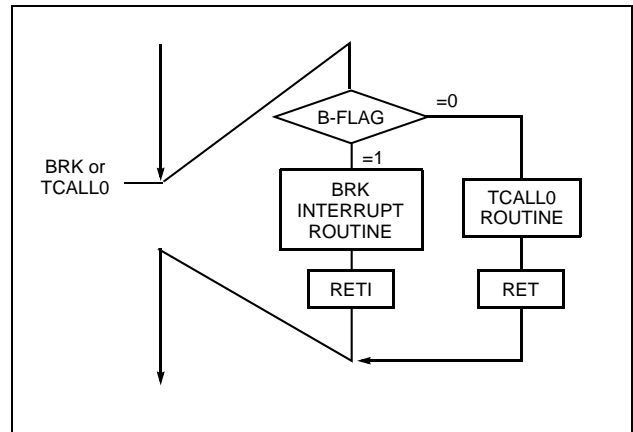 =0
B-FLAG
=1
BRK or
TCALL0
BRK
INTERRUPT
ROUTINE
TCALL0
ROUTINE
RETI
RET